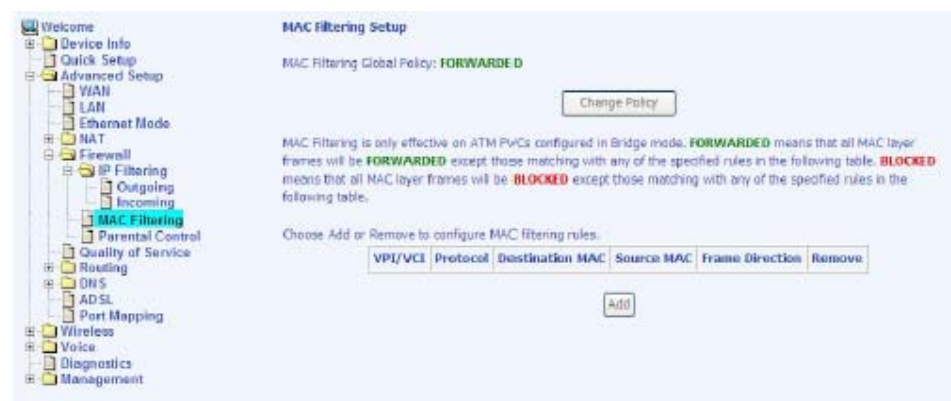 Welcome
Device Info
Quick Setup
Advanced Setup
WAN
LAN
Ethernet Mode
NAT
Firewall
IP Filtering
Outgoing
Incoming
MAC Filtering
Parental Control
Quality of Service
Routing
DNS
ADSL
Port Mapping
Wireless
Voice
Diagnostics
Management
MAC Filtering Setup
MAC Filtering Global Policy: FORWARDED
Change Policy
MAC Filtering is only effective on ATM PVCs configured in Bridge mode. FORWARDED means that all MAC layer
frames will be FORWARDED except those matching with any of the specified rules in the following table. BLOCKED
means that all MAC layer frames will be BLOCKED except those matching with any of the specified rules in the
following table.
Choose Add or Remove to configure MAC filtering rules.
VPI/VCI Protocol Destination MAC Source MAC Frame Direction Remove
Add